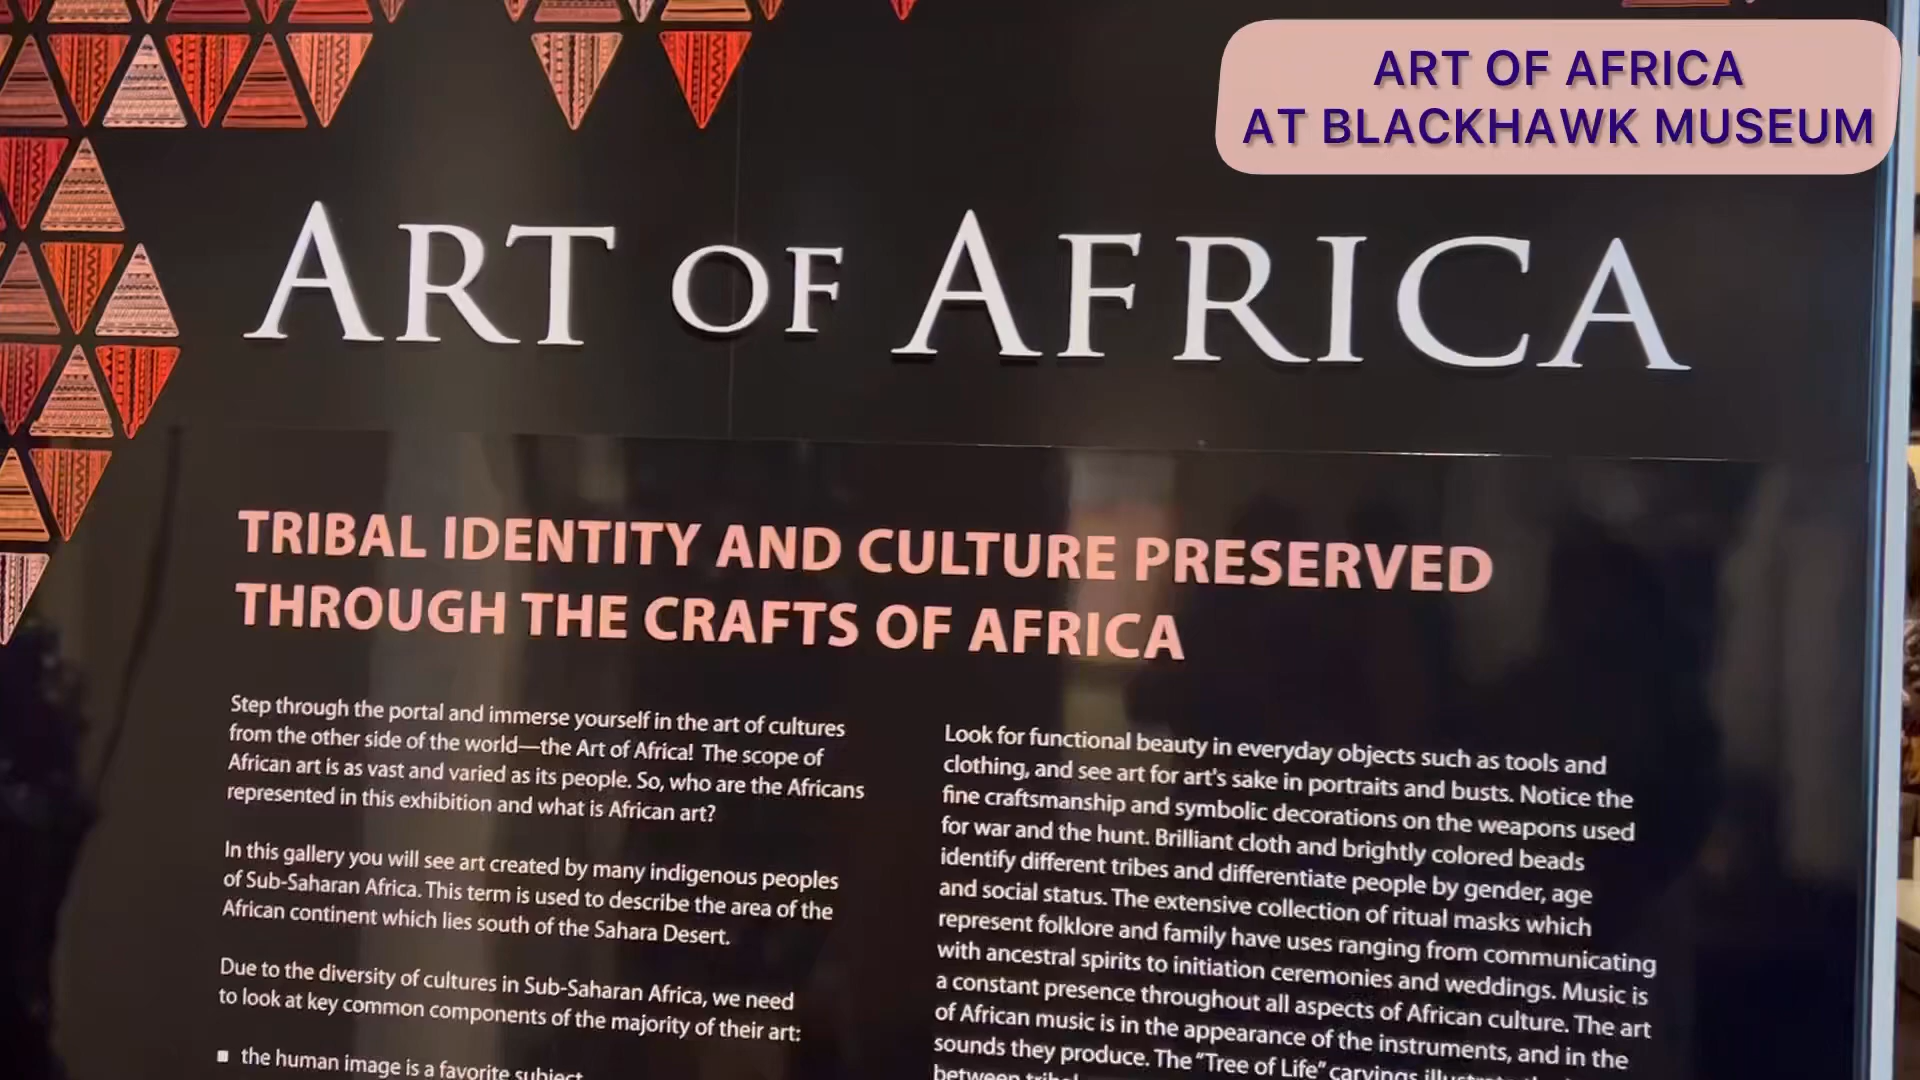 ART OF AFRICA
AT BLACKHAWK MUSEUM
ART OF AFRICA
TRIBAL IDENTITY AND CULTURE PRESERVED
THROUGH THE CRAFTS OF AFRICA
Step through the portal and immerse yourself in the art of cultures
from the other side of the world—the Art of Africa! The scope of
African art is as vast and varied as its people. So, who are the Africans
represented in this exhibition and what is African art?
In this gallery you will see art created by many indigenous peoples
of Sub-Saharan Africa. This term is used to describe the area of the
African continent which lies south of the Sahara Desert.
Due to the diversity of cultures in Sub-Saharan Africa, we need
to look at key common components of the majority of their art:
■ the human image is a favorite subject
Look for functional beauty in everyday objects such as tools and
clothing, and see art for art's sake in portraits and busts. Notice the
fine craftsmanship and symbolic decorations on the weapons used
for war and the hunt. Brilliant cloth and brightly colored beads
identify different tribes and differentiate people by gender, age
and social status. The extensive collection of ritual masks which
represent folklore and family have uses ranging from communicating
with ancestral spirits to initiation ceremonies and weddings. Music is
a constant presence throughout all aspects of African culture. The art
of African music is in the appearance of the instruments, and in the
sounds they produce. The "Tree of Life" carvings
between